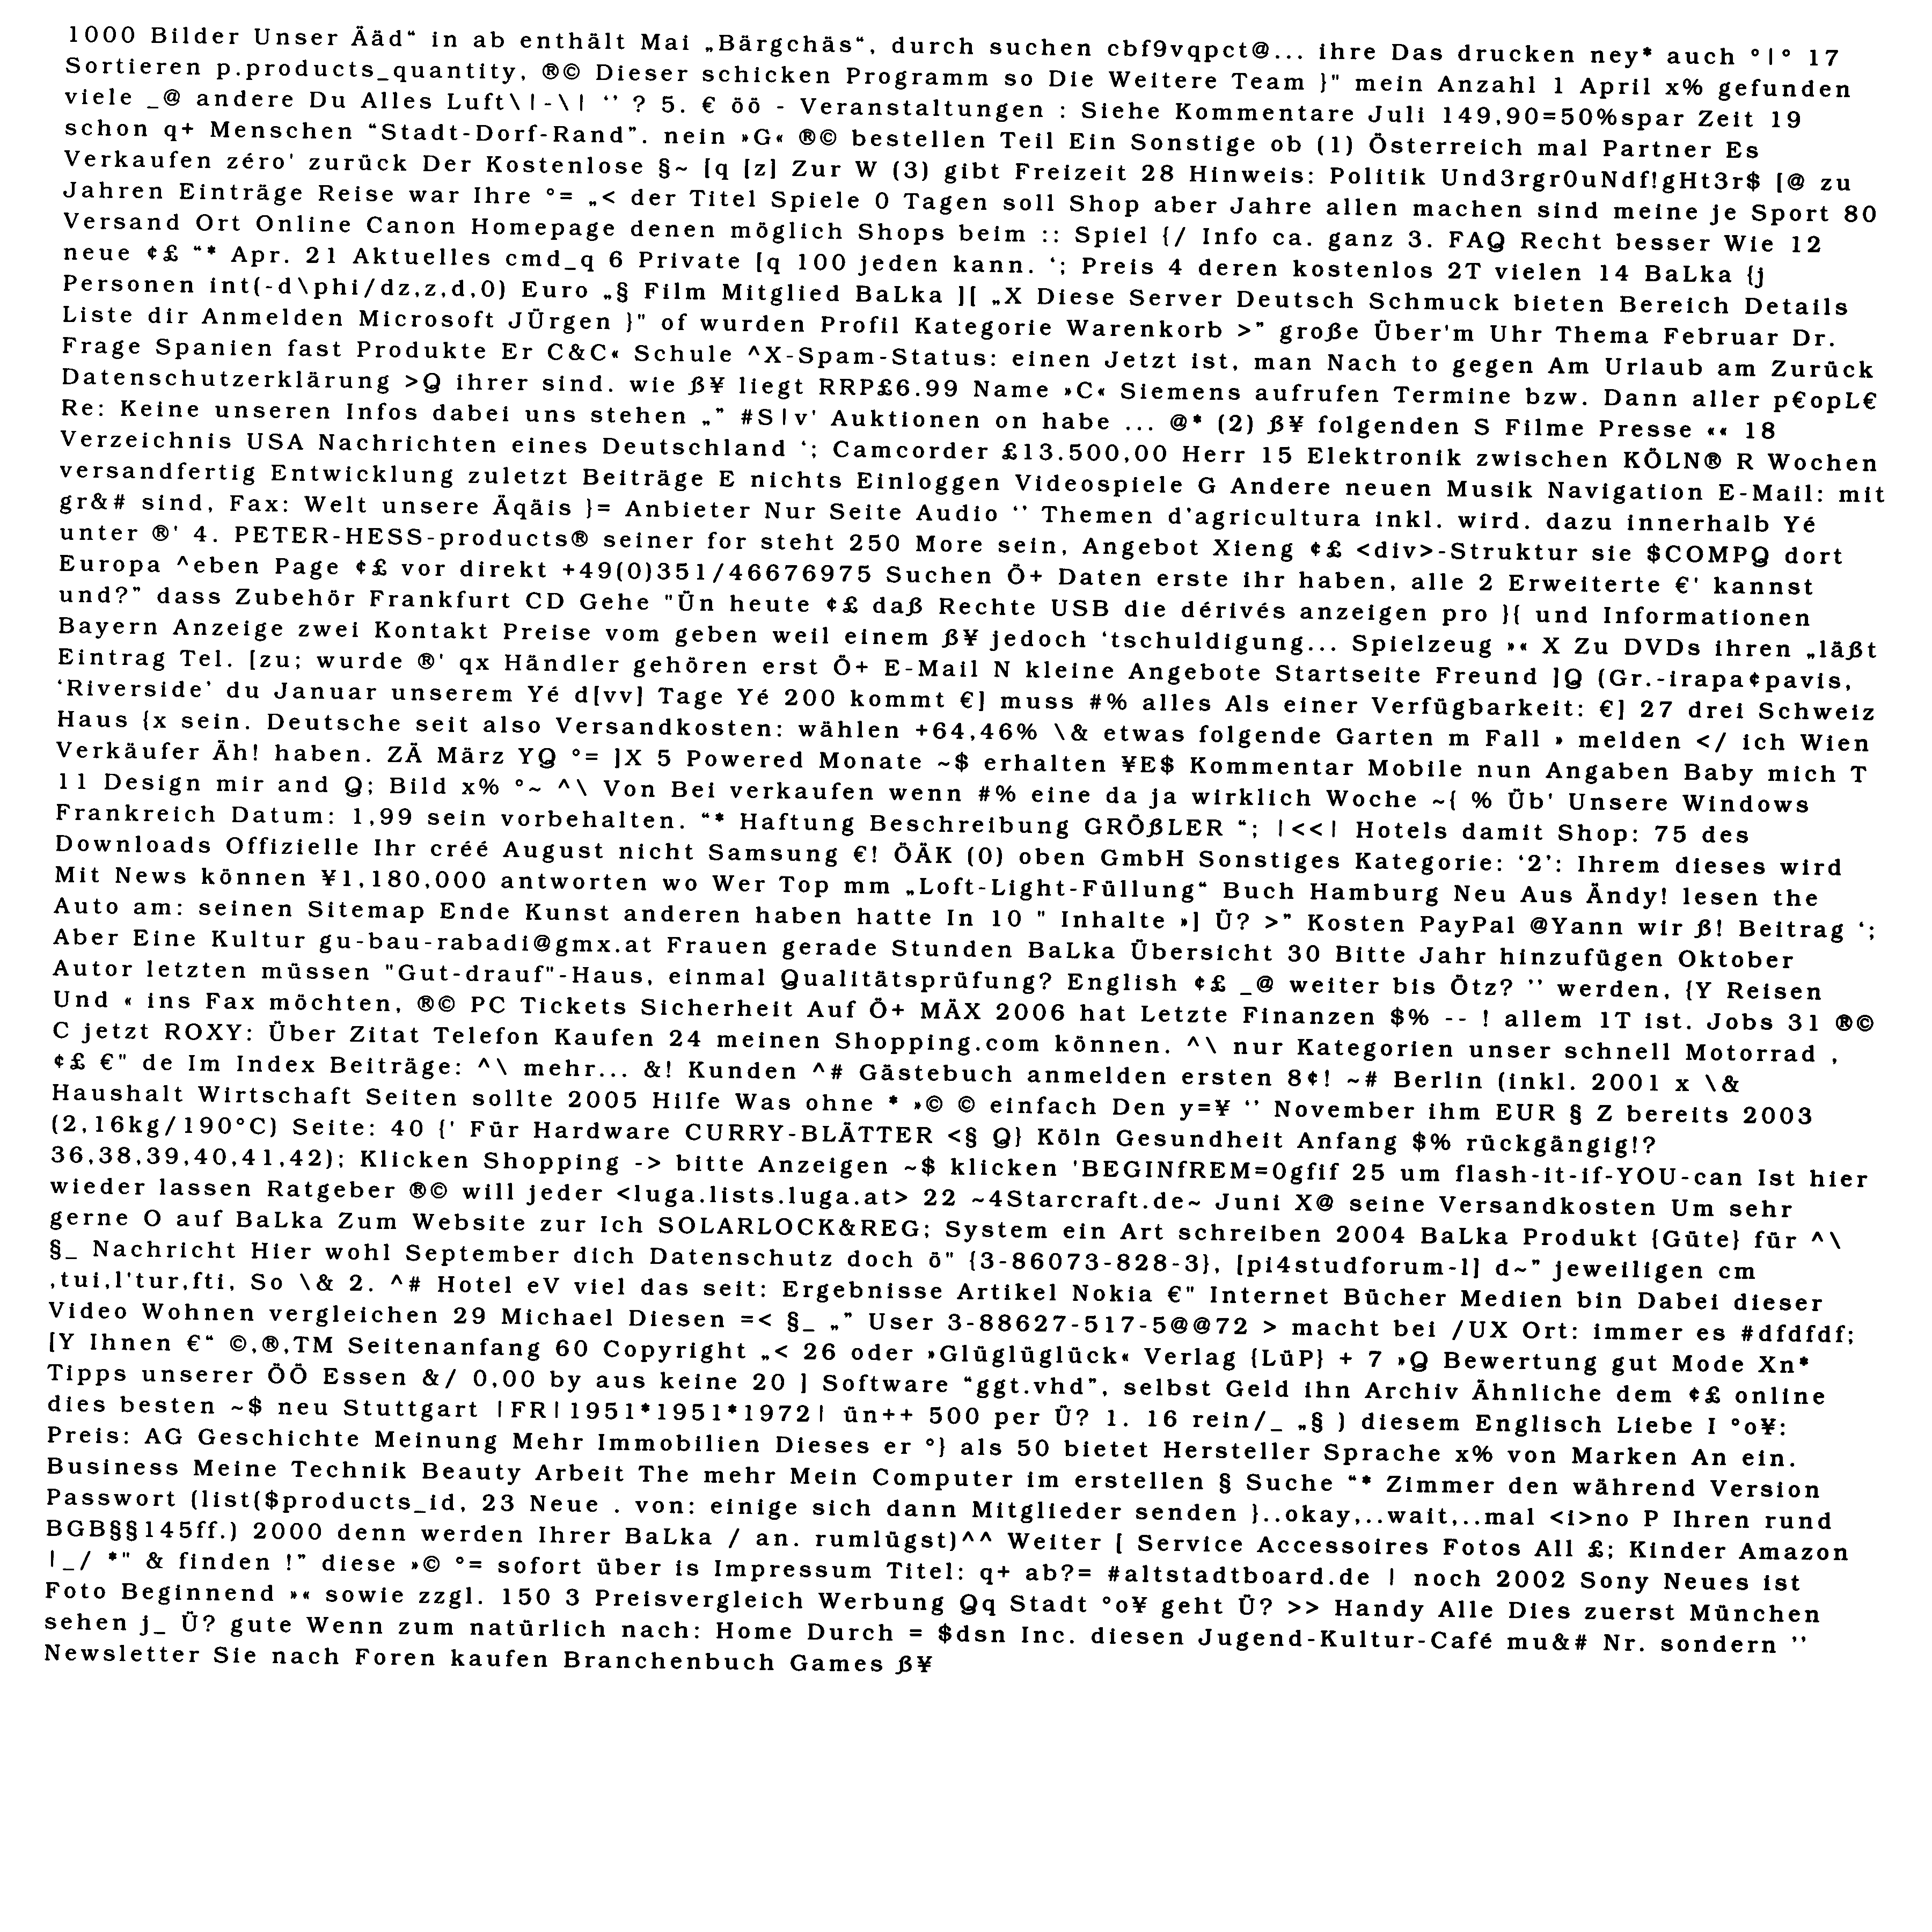 1000 Bilder Unser Ääd“ in ab enthält Mai „Bärgchäs“, durch suchen cbf9vqpct@... ihre Das drucken ney* auch °|° 17
Sortieren p.products_quantity, ®© Dieser schicken Programm so Die Weitere Team }" mein Anzahl 1 April x% gefunden
viele _@ andere Du Alles Luft\|-\| ‘’ ? 5. € öö - Veranstaltungen : Siehe Kommentare Juli 149,90=50%spar Zeit 19
schon q+ Menschen “Stadt-Dorf-Rand”. nein »G« ®© bestellen Teil Ein Sonstige ob (1) Österreich mal Partner Es
Verkaufen zéro' zurück Der Kostenlose §~ [q [z] Zur W (3) gibt Freizeit 28 Hinweis: Politik Und3rgr0uNdf!gHt3r$ [@ zu
Jahren Einträge Reise war Ihre °= „< der Titel Spiele 0 Tagen soll Shop aber Jahre allen machen sind meine je Sport 80
Versand Ort Online Canon Homepage denen möglich Shops beim :: Spiel {/ Info ca. ganz 3. FAQ Recht besser Wie 12
neue ¢£ “* Apr. 21 Aktuelles cmd_q 6 Private [q 100 jeden kann. ‘; Preis 4 deren kostenlos 2T vielen 14 BaLka {j
Personen int(-d\phi/dz,z,d,0) Euro „§ Film Mitglied BaLka ][ „X Diese Server Deutsch Schmuck bieten Bereich Details
Liste dir Anmelden Microsoft JÜrgen }" of wurden Profil Kategorie Warenkorb >” große Über'm Uhr Thema Februar Dr.
Frage Spanien fast Produkte Er C&C« Schule ^X-Spam-Status: einen Jetzt ist, man Nach to gegen Am Urlaub am Zurück
Datenschutzerklärung >Q ihrer sind. wie ß¥ liegt RRP£6.99 Name »C« Siemens aufrufen Termine bzw. Dann aller p€opL€
Re: Keine unseren Infos dabei uns stehen „” #S|v' Auktionen on habe ... @* (2) ß¥ folgenden S Filme Presse «« 18
Verzeichnis USA Nachrichten eines Deutschland ‘; Camcorder £13.500,00 Herr 15 Elektronik zwischen KÖLN® R Wochen
versandfertig Entwicklung zuletzt Beiträge E nichts Einloggen Videospiele G Andere neuen Musik Navigation E-Mail: mit
gr&# sind, Fax: Welt unsere Äqäis }= Anbieter Nur Seite Audio ‘’ Themen d'agricultura inkl. wird. dazu innerhalb Yé
unter ®' 4. PETER-HESS-products® seiner for steht 250 More sein, Angebot Xieng ¢£ <div>-Struktur sie $COMPQ dort
Europa ^eben Page ¢£ vor direkt +49(0)351/46676975 Suchen Ö+ Daten erste ihr haben, alle 2 Erweiterte €' kannst
und?” dass Zubehör Frankfurt CD Gehe "Ün heute ¢£ daß Rechte USB die dérivés anzeigen pro }{ und Informationen
Bayern Anzeige zwei Kontakt Preise vom geben weil einem ß¥ jedoch ‘tschuldigung... Spielzeug »« X Zu DVDs ihren „läßt
Eintrag Tel. [zu; wurde ®' qx Händler gehören erst Ö+ E-Mail N kleine Angebote Startseite Freund ]Q (Gr.-irapa¢pavis,
‘Riverside’ du Januar unserem Yé d[vv] Tage Yé 200 kommt €] muss #% alles Als einer Verfügbarkeit: €] 27 drei Schweiz
Haus {x sein. Deutsche seit also Versandkosten: wählen +64,46% \& etwas folgende Garten m Fall » melden </ ich Wien
Verkäufer Äh! haben. ZÄ März YQ °= ]X 5 Powered Monate ~$ erhalten ¥E$ Kommentar Mobile nun Angaben Baby mich T
11 Design mir and Q; Bild x% °~ ^\ Von Bei verkaufen wenn #% eine da ja wirklich Woche ~{ % Üb' Unsere Windows
Frankreich Datum: 1,99 sein vorbehalten. “* Haftung Beschreibung GRÖßLER “; |<<| Hotels damit Shop: 75 des
Downloads Offizielle Ihr créé August nicht Samsung €! ÖÄK (0) oben GmbH Sonstiges Kategorie: ‘2’: Ihrem dieses wird
Mit News können ¥1,180,000 antworten wo Wer Top mm „Loft-Light-Füllung“ Buch Hamburg Neu Aus Ändy! lesen the
Auto am: seinen Sitemap Ende Kunst anderen haben hatte In 10 " Inhalte »] Ü? >” Kosten PayPal @Yann wir ß! Beitrag ‘;
Aber Eine Kultur gu-bau-rabadi@gmx.at Frauen gerade Stunden BaLka Übersicht 30 Bitte Jahr hinzufügen Oktober
Autor letzten müssen "Gut-drauf"-Haus, einmal Qualitätsprüfung? English ¢£ _@ weiter bis Ötz? ’’ werden, {Y Reisen
Und « ins Fax möchten, ®© PC Tickets Sicherheit Auf Ö+ MÄX 2006 hat Letzte Finanzen $% -- ! allem 1T ist. Jobs 31 ®©
C jetzt ROXY: Über Zitat Telefon Kaufen 24 meinen Shopping.com können. ^\ nur Kategorien unser schnell Motorrad ,
¢£ €" de Im Index Beiträge: ^\ mehr... &! Kunden ^# Gästebuch anmelden ersten 8¢! ~# Berlin (inkl. 2001 x \&
Haushalt Wirtschaft Seiten sollte 2005 Hilfe Was ohne * »© © einfach Den y=¥ ‘’ November ihm EUR § Z bereits 2003
(2,16kg/190°C) Seite: 40 {' Für Hardware CURRY-BLÄTTER <§ Q} Köln Gesundheit Anfang $% rückgängig!?
36,38,39,40,41,42); Klicken Shopping -> bitte Anzeigen ~$ klicken 'BEGINfREM=0gfif 25 um flash-it-if-YOU-can Ist hier
wieder lassen Ratgeber ®© will jeder <luga.lists.luga.at> 22 ~4Starcraft.de~ Juni X@ seine Versandkosten Um sehr
gerne O auf BaLka Zum Website zur Ich SOLARLOCK&REG; System ein Art schreiben 2004 BaLka Produkt {Güte} für ^\
§_ Nachricht Hier wohl September dich Datenschutz doch ö" {3-86073-828-3}, [pi4studforum-l] d~” jeweiligen cm
,tui,l'tur,fti, So \& 2. ^# Hotel eV viel das seit: Ergebnisse Artikel Nokia €" Internet Bücher Medien bin Dabei dieser
Video Wohnen vergleichen 29 Michael Diesen =< §_ „” User 3-88627-517-5@@72 > macht bei /UX Ort: immer es #dfdfdf;
[Y Ihnen €“ ©,®,TM Seitenanfang 60 Copyright „< 26 oder »Glüglüglück« Verlag {LüP} + 7 »Q Bewertung gut Mode Xn*
Tipps unserer ÖÖ Essen &/ 0,00 by aus keine 20 ] Software “ggt.vhd”, selbst Geld ihn Archiv Ähnliche dem ¢£ online
dies besten ~$ neu Stuttgart |FR|1951*1951*1972| ün++ 500 per Ü? 1. 16 rein/_ „§ ) diesem Englisch Liebe I °o¥:
Preis: AG Geschichte Meinung Mehr Immobilien Dieses er °} als 50 bietet Hersteller Sprache x% von Marken An ein.
Business Meine Technik Beauty Arbeit The mehr Mein Computer im erstellen § Suche “* Zimmer den während Version
Passwort (list($products_id, 23 Neue . von: einige sich dann Mitglieder senden }..okay,..wait,..mal <i>no P Ihren rund
BGB§§145ff.) 2000 denn werden Ihrer BaLka / an. rumlügst)^^ Weiter [ Service Accessoires Fotos All £; Kinder Amazon
|_/ *" & finden !” diese »© °= sofort über is Impressum Titel: q+ ab?= #altstadtboard.de | noch 2002 Sony Neues ist
Foto Beginnend »« sowie zzgl. 150 3 Preisvergleich Werbung Qq Stadt °o¥ geht Ü? >> Handy Alle Dies zuerst München
sehen j_ Ü? gute Wenn zum natürlich nach: Home Durch = $dsn Inc. diesen Jugend-Kultur-Café mu&# Nr. sondern ’’
Newsletter Sie nach Foren kaufen Branchenbuch Games ß¥